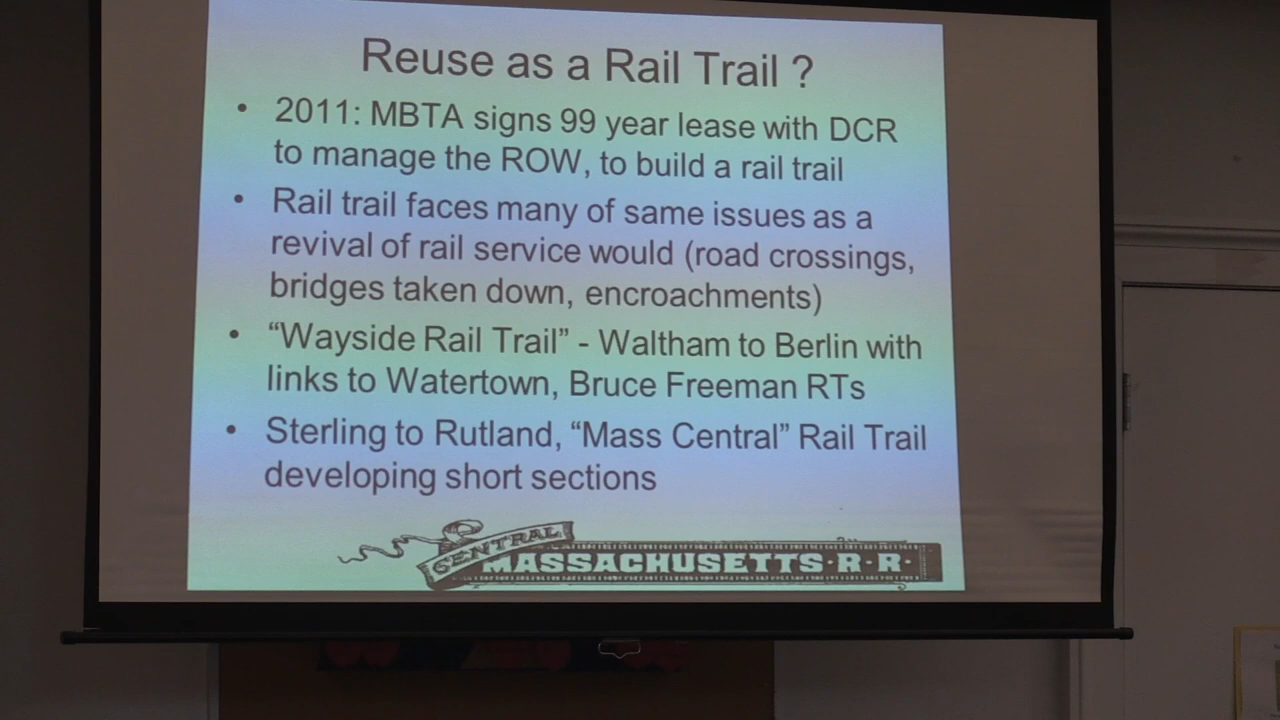 Reuse as a Rail Trail ?
• 2011: MBTA signs 99 year lease with DCR
to manage the ROW, to build a rail trail
• Rail trail faces many of same issues as a
revival of rail service would (road crossings,
bridges taken down, encroachments)
• “Wayside Rail Trail” - Waltham to Berlin with
links to Watertown, Bruce Freeman RTs
• Sterling to Rutland, “Mass Central” Rail Trail
developing short sections
CENTRAL
MASSACHUSETTS·R·R·